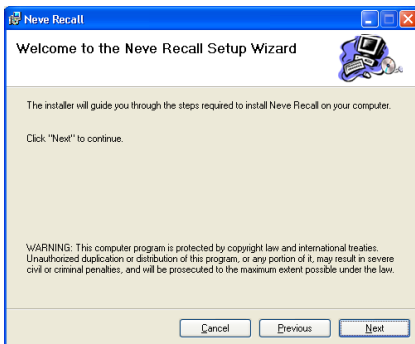 Neve Recall
Welcome to the Neve Recall Setup Wizard
The installer will guide you through the steps required to install Neve Recall on your computer.
Click "Next" to continue.
WARNING: This computer program is protected by copyright law and international treaties.
Unauthorized duplication or distribution of this program, or any portion of it, may result in severe
civil or criminal penalties, and will be prosecuted to the maximum extent possible under the law.
Cancel Previous Next